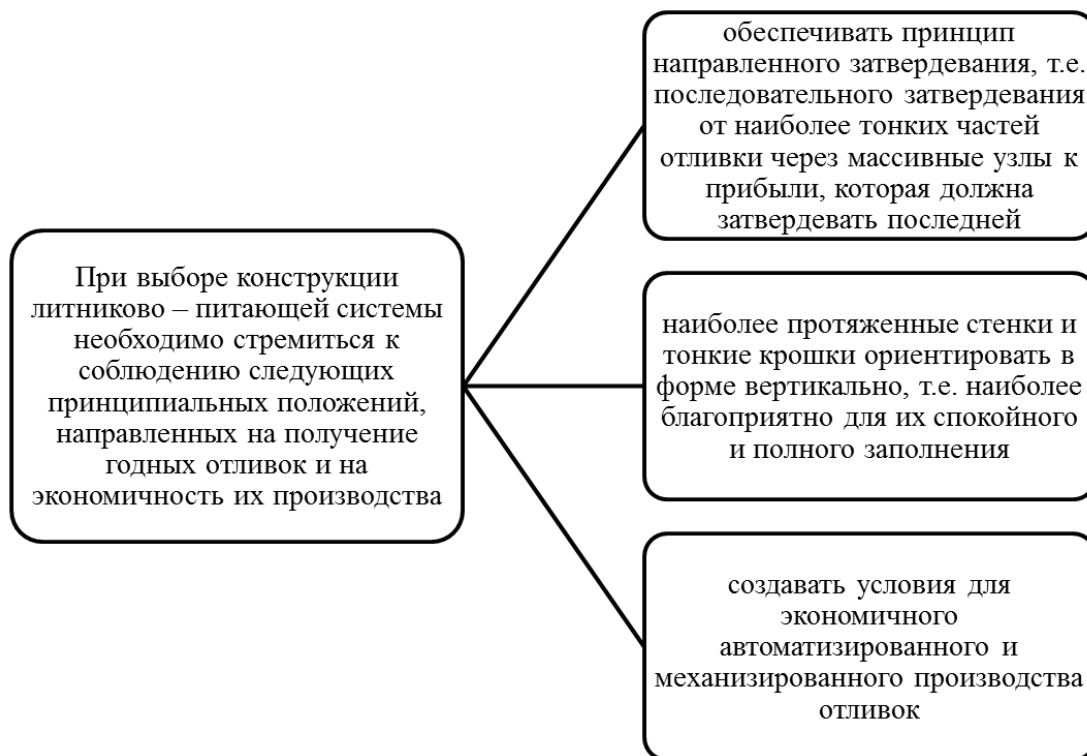 При выборе конструкции
литниково – питающей системы
необходимо стремиться к
соблюдению следующих
принципиальных положений,
направленных на получение
годных отливок и на
экономичность их производства
обеспечивать принцип
направленного затвердевания, т.е.
последовательного затвердевания
от наиболее тонких частей
отливки через массивные узлы к
прибыли, которая должна
затвердевать последней
наиболее протяженные стенки и
тонкие крошки ориентировать в
форме вертикально, т.е. наиболее
благоприятно для их спокойного
и полного заполнения
создавать условия для
экономичного
автоматизированного и
механизированного производства
отливок